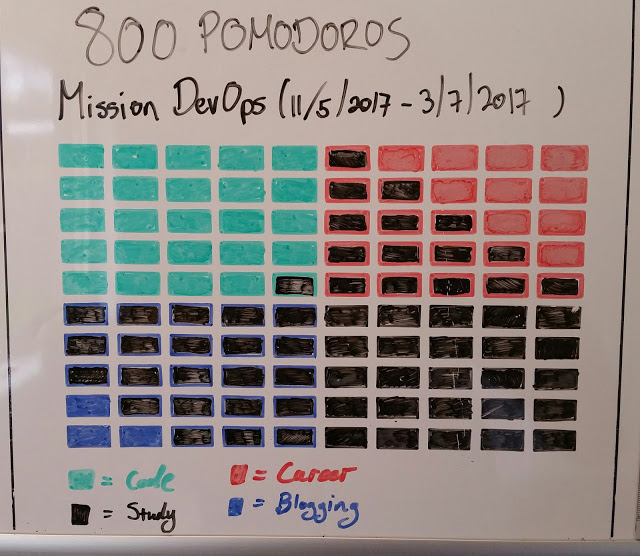 800 POMODOROS
Mission DevOps (11/5/2017 - 3/7/2017 )
= Code
= Career
= Study
= Blogging